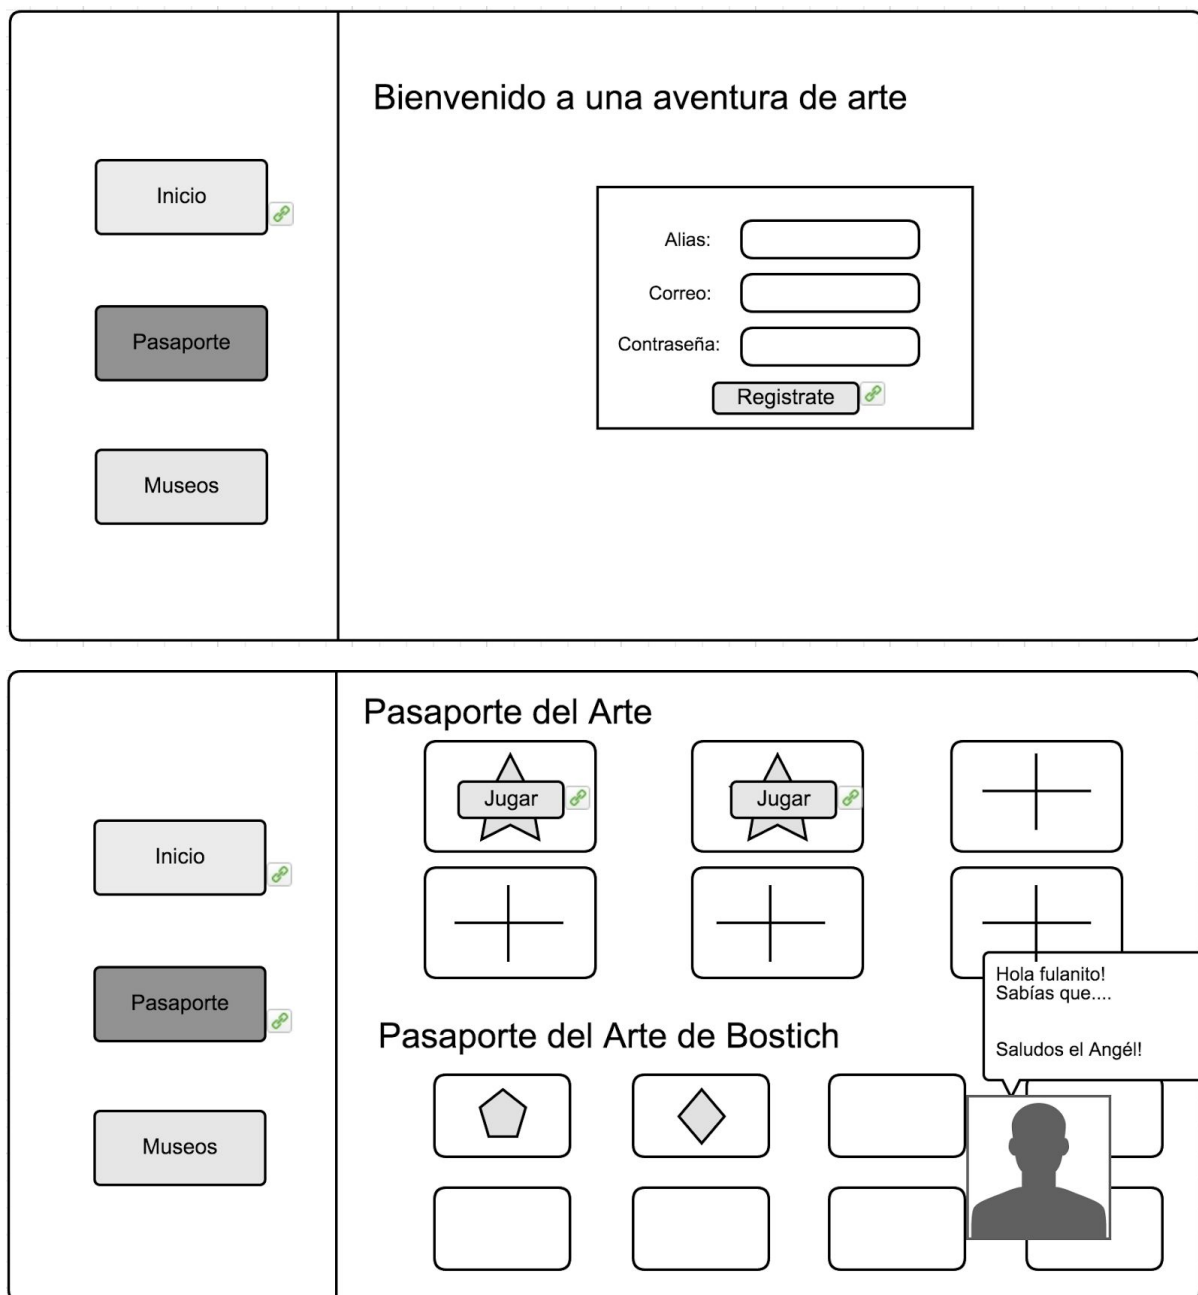 Bienvenido a una aventura de arte
Inicio
Pasaporte
Museos
Alias:
Correo:
Contraseña:
Registrate
Pasaporte del Arte
Inicio
Pasaporte
Museos
Jugar
Jugar
Hola fulanito!
Sabías que....
Saludos el Angél!
Pasaporte del Arte de Bostich